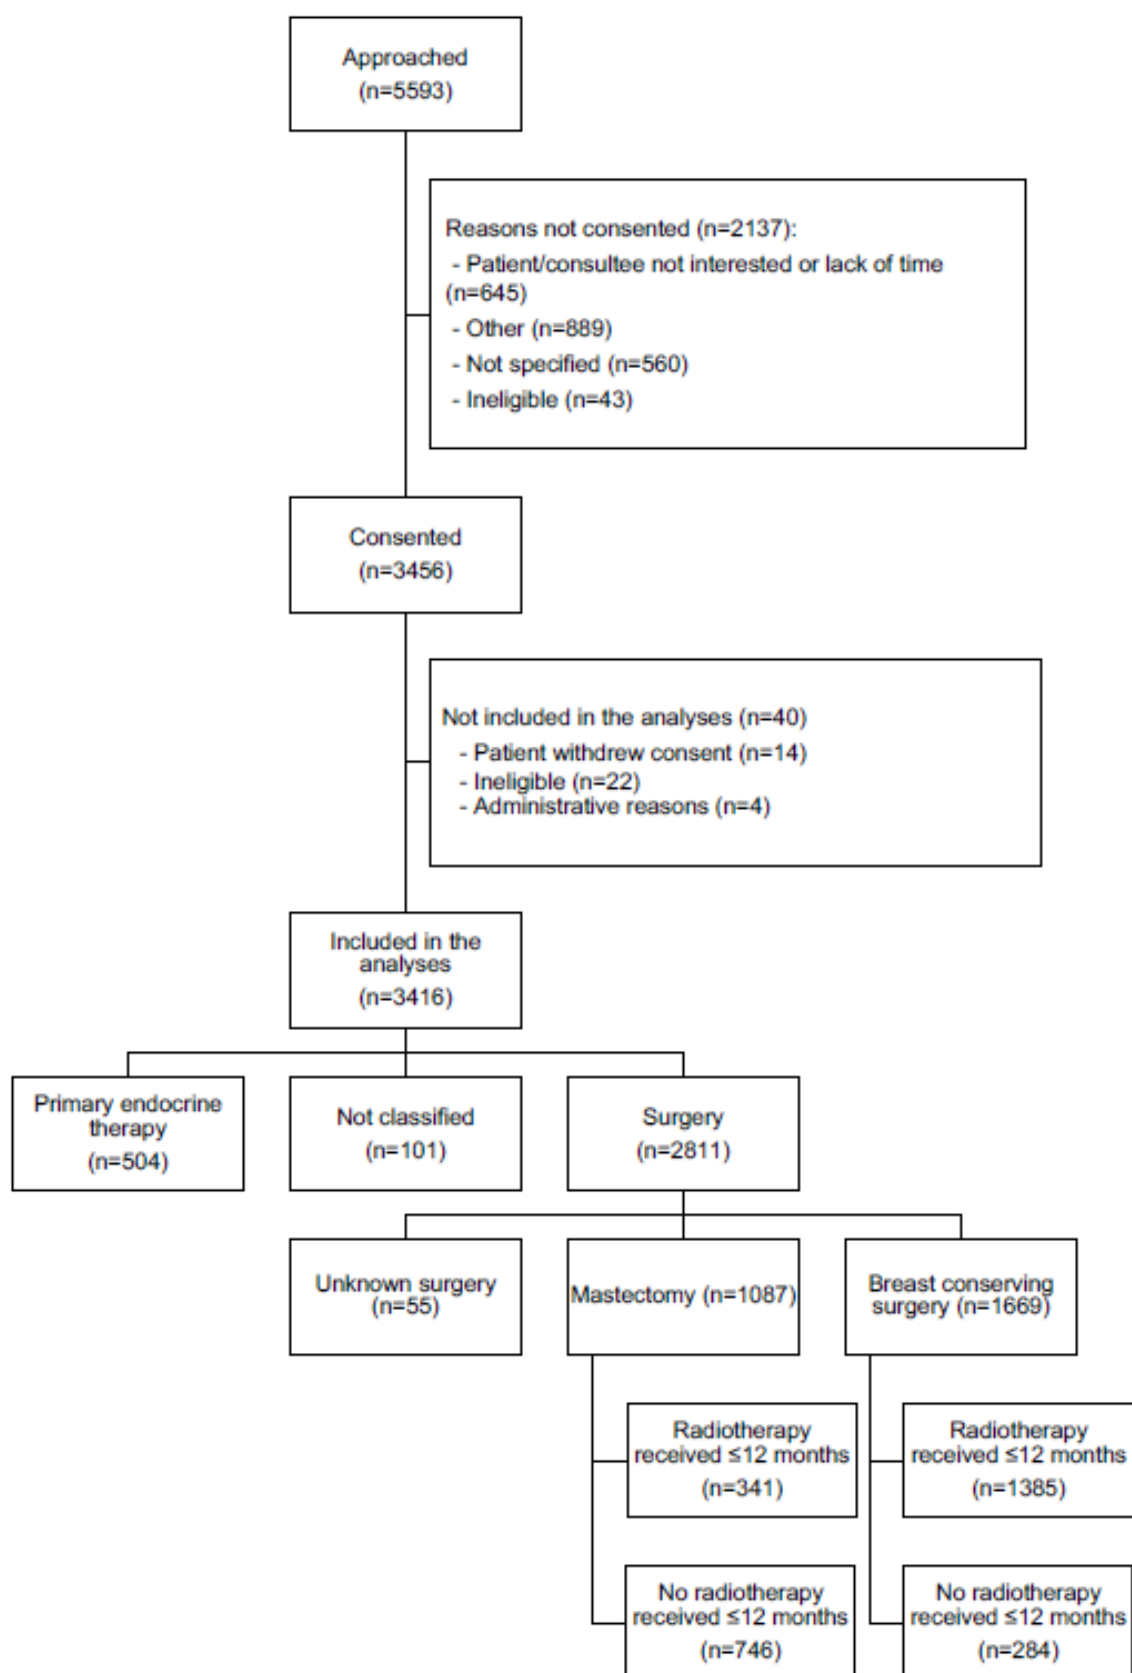 Approached
(n=5593)
Reasons not consented (n=2137):
- Patient/consultee not interested or lack of time
(n=645)
- Other (n=889)
- Not specified (n=560)
- Ineligible (n=43)
Consented
(n=3456)
Not included in the analyses (n=40)
- Patient withdrew consent (n=14)
- Ineligible (n=22)
- Administrative reasons (n=4)
Included in the
analyses
(n=3416)
Primary endocrine
therapy
(n=504)
Not classified
(n=101)
Surgery
(n=2811)
Unknown surgery
(n=55)
Mastectomy (n=1087)
Breast conserving
surgery (n=1669)
Radiotherapy
received ≤12 months
(n=341)
Radiotherapy
received ≤12 months
(n=1385)
No radiotherapy
received ≤12 months
(n=746)
No radiotherapy
received ≤12 months
(n=284)